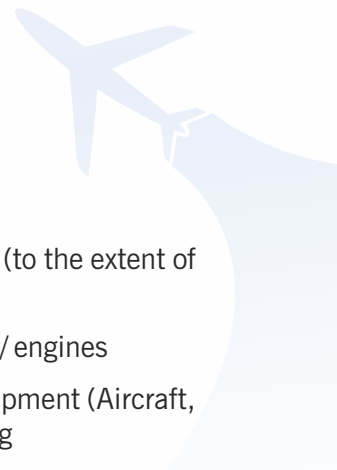 (to the extent of
/ engines
pment (Aircraft,
g